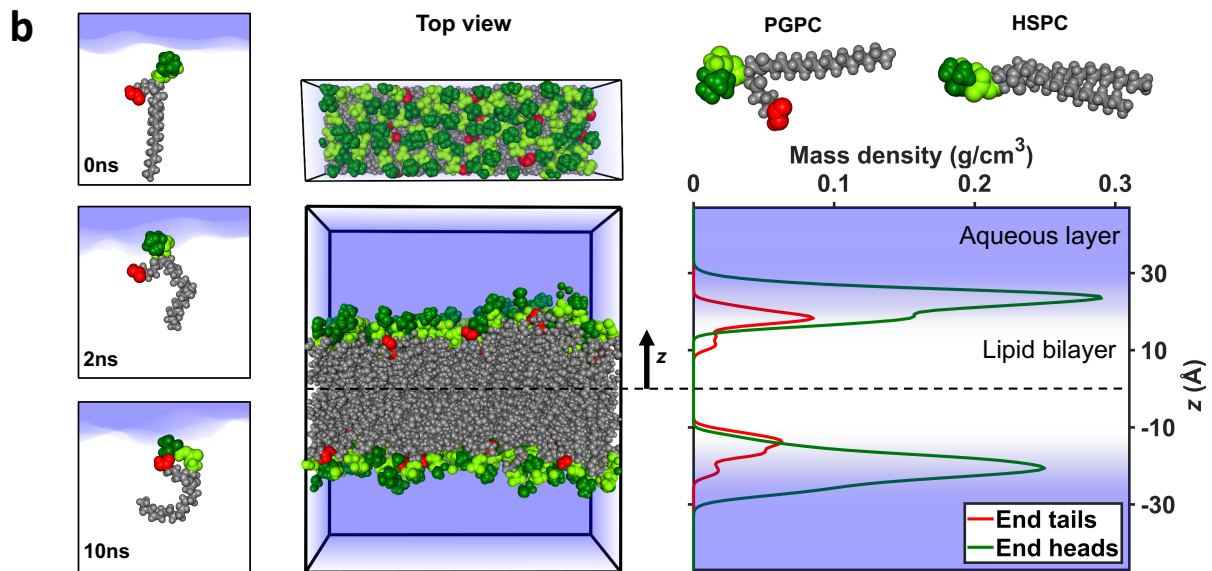 b
0ns
2ns
10ns
Top view
z
PGPC
HSPC
Mass density (g/cm3)
0
0.1
0.2
0.3
Aqueous layer
Lipid bilayer
30
10
-10
-30
z (Å)
End tails
End heads